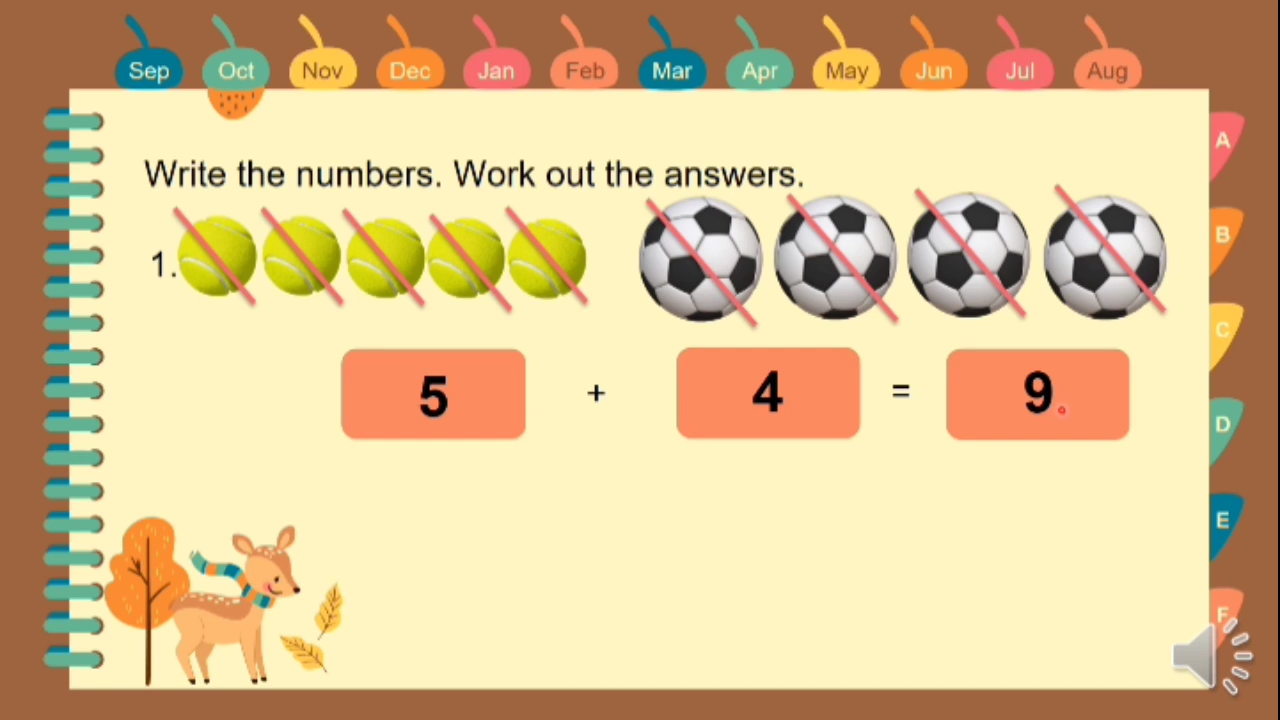 Sep Oct Nov Dec Jan Feb Mar Apr May Jun Jul Aug
A
Write the numbers. Work out the answers.
B
1.
C
5 + 4 = 9
D
E
F